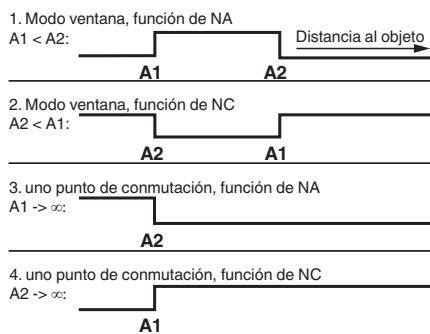 1. Modo ventana, función de NA
A1 < A2:
Distancia al objeto
A1 A2
2. Modo ventana, función de NC
A2 < A1:
A2 A1
3. uno punto de conmutación, función de NA
A1 -> ∞:
A2
4. uno punto de conmutación, función de NC
A2 -> ∞:
A1